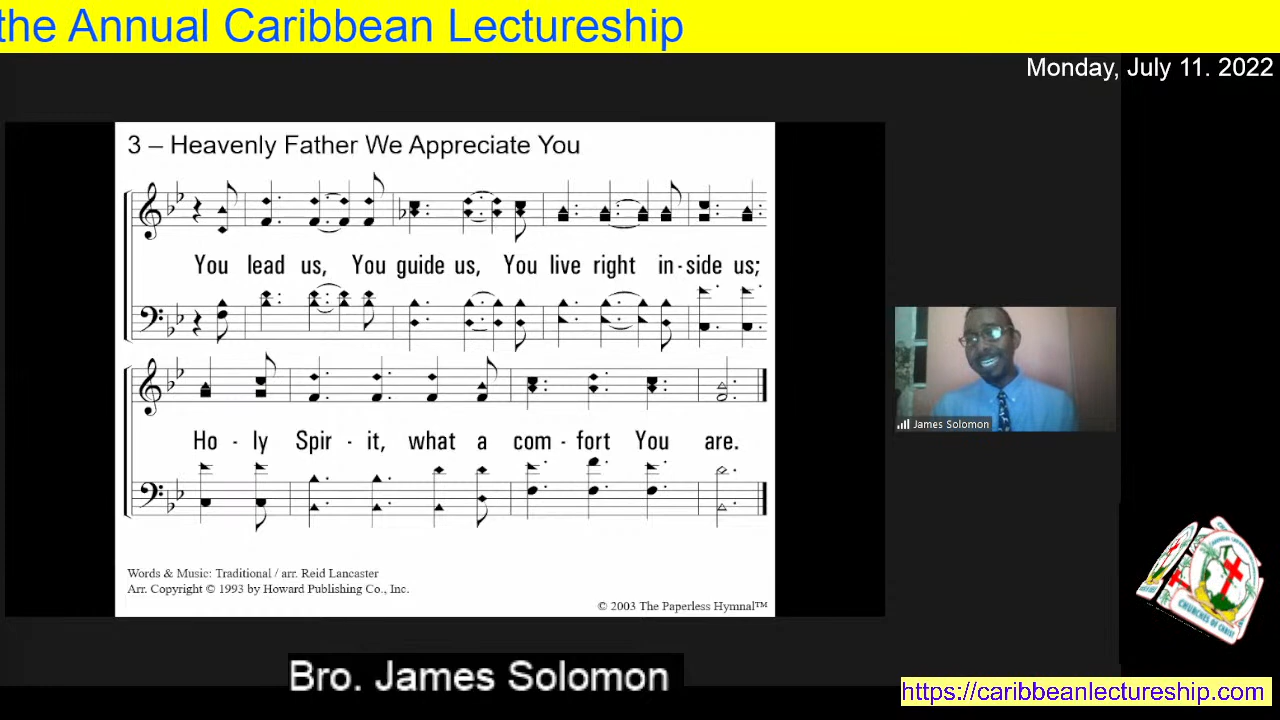 the Annual Caribbean Lectureship
Monday, July 11. 2022
3 – Heavenly Father We Appreciate You
You lead us, You guide us, You live right in-side us;
Ho - ly Spir - it, what a com - fort You are.
Words & Music: Traditional / arr. Reid Lancaster
Arr. Copyright © 1993 by Howard Publishing Co., Inc.
© 2003 The Paperless Hymnal™
James Solomon
CHURCHES OF CHRIST
Bro. James Solomon
https://caribbeanlectureship.com